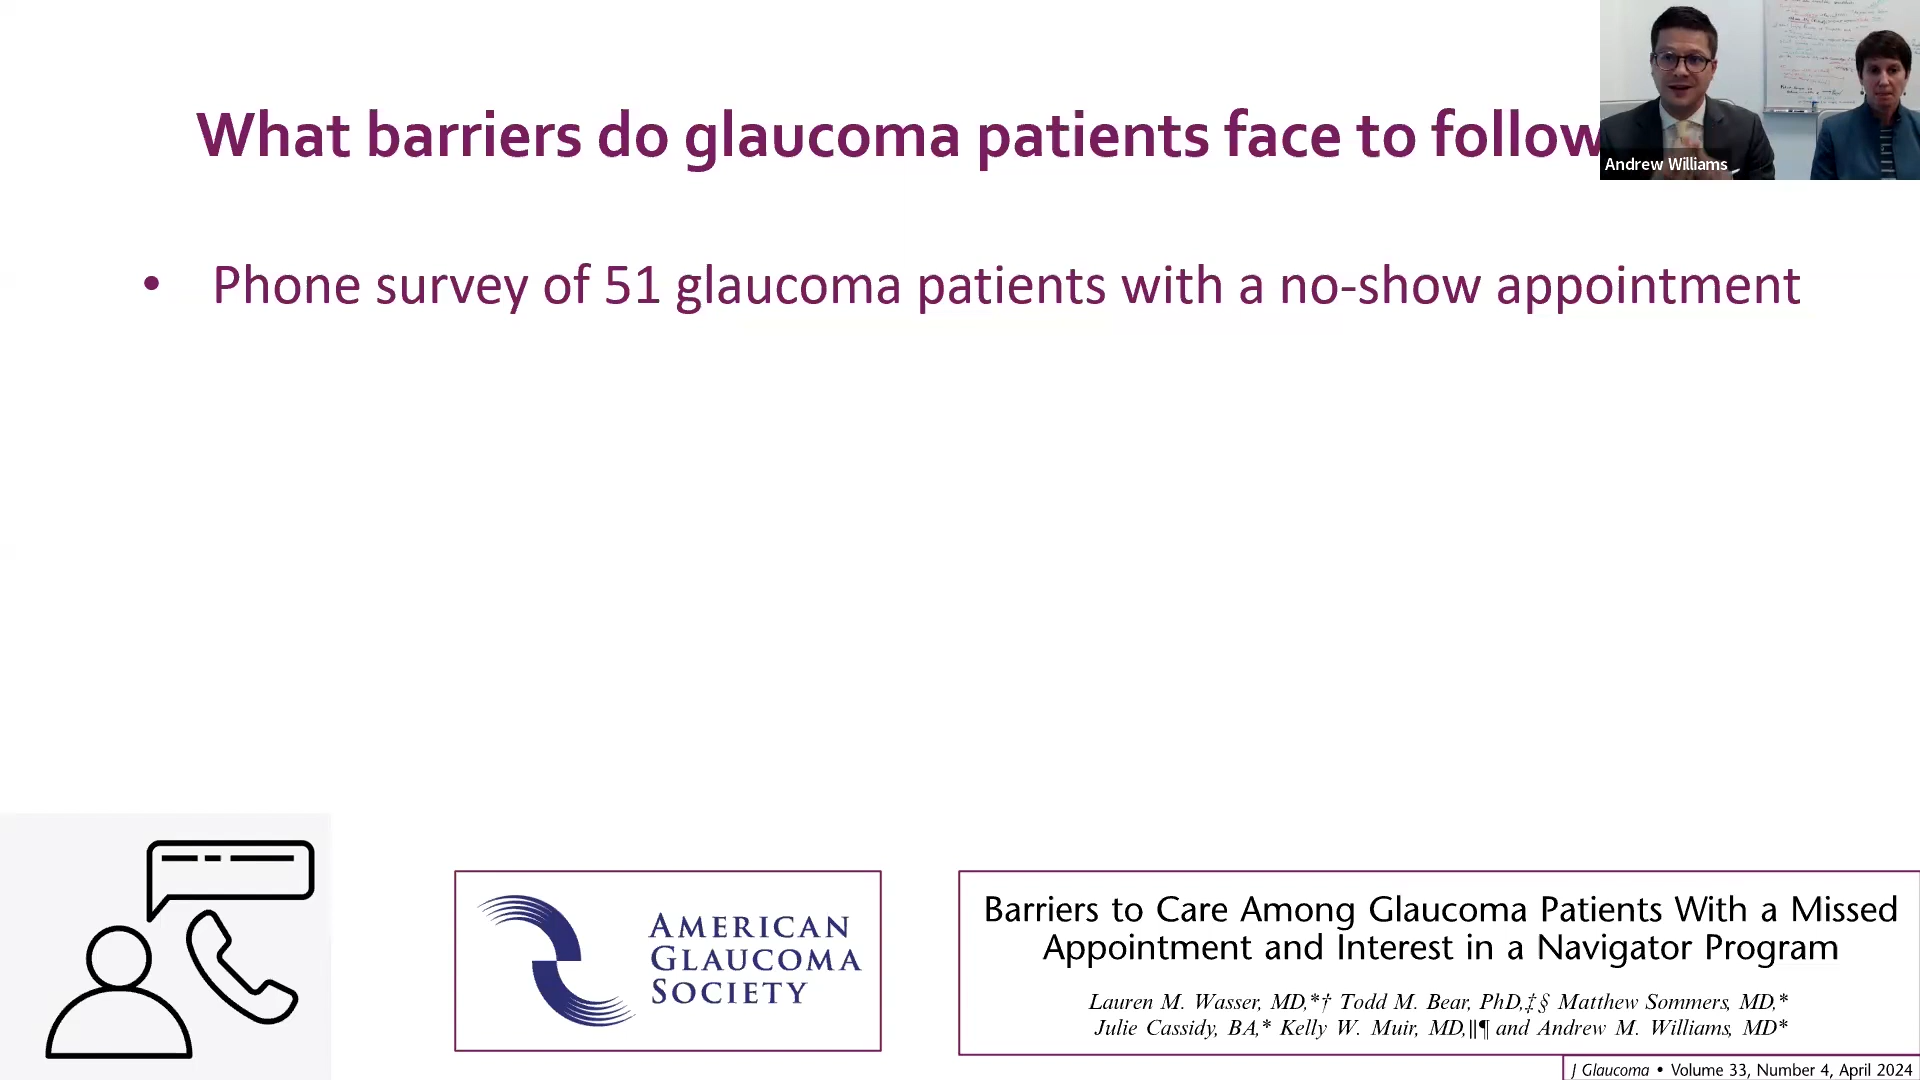 What barriers do glaucoma patients face to follow
Andrew Williams
• Phone survey of 51 glaucoma patients with a no-show appointment
AMERICAN
GLAUCOMA
SOCIETY
Barriers to Care Among Glaucoma Patients With a Missed
Appointment and Interest in a Navigator Program
Lauren M. Wasser, MD,*† Todd M. Bear, PhD,‡§ Matthew Sommers, MD,*
Julie Cassidy, BA,* Kelly W. Muir, MD,∥¶ and Andrew M. Williams, MD*
J Glaucoma • Volume 33, Number 4, April 2024